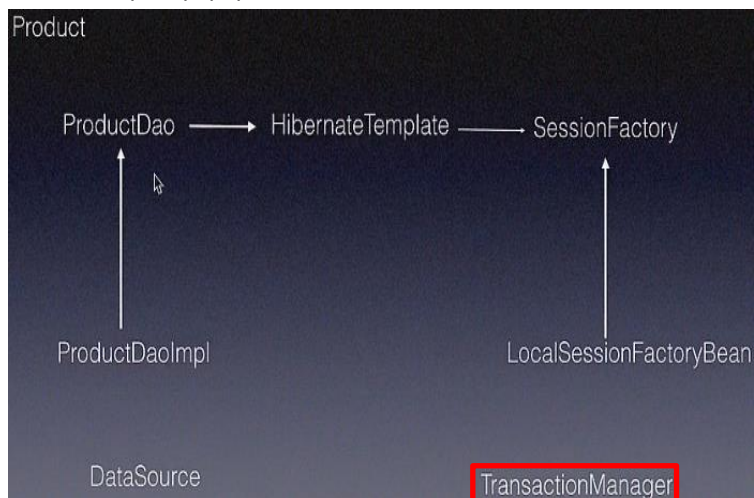 Product
ProductDao HibernateTemplate SessionFactory
ProductDaoImpl LocalSessionFactoryBean
DataSource TransactionManager